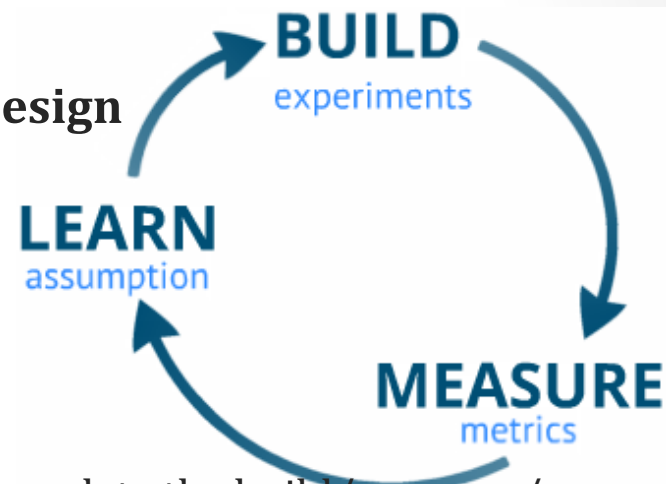 BUILD
experiments
esign
LEARN
assumption
MEASURE
metrics